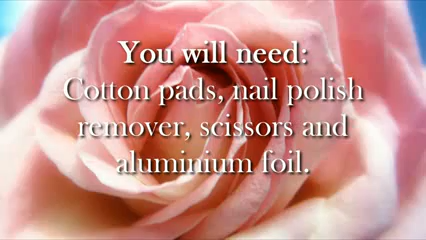 You will need:
Cotton pads, nail polish
remover, scissors and
aluminium foil.